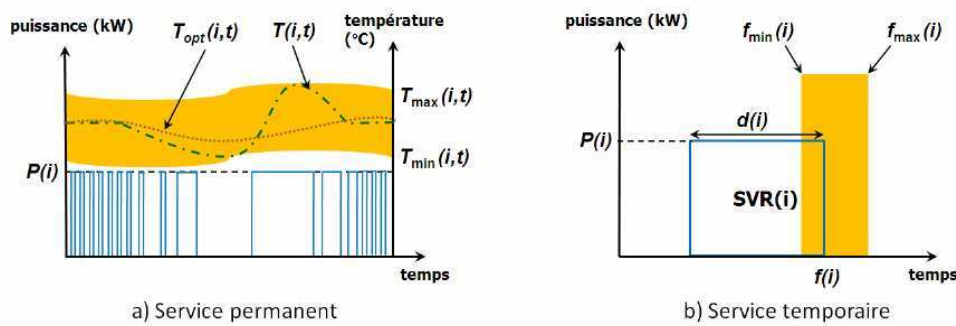 puissance (kW)
T_opt(i,t)
T(i,t)
température
(°C)
T_max(i,t)
T_min(i,t)
P(i)
temps
a) Service permanent
puissance (kW)
f_min(i)
f_max(i)
d(i)
P(i)
SVR(i)
f(i)
temps
b) Service temporaire